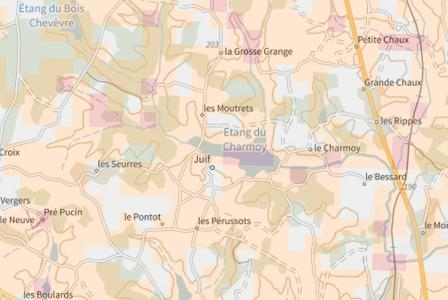 Étang du Bois
Chevèvre
Petite Chaux
203
la Grosse Grange
Grande Chaux
les Moutrets
les Rippes
Étang du
Charmoy
le Charmoy
Croix
Juif
les Seurres
le Bessard
190
Vergers
Pré Pucin
le Neuve
le Pontot
les Pérussots
le Moi
les Boulards